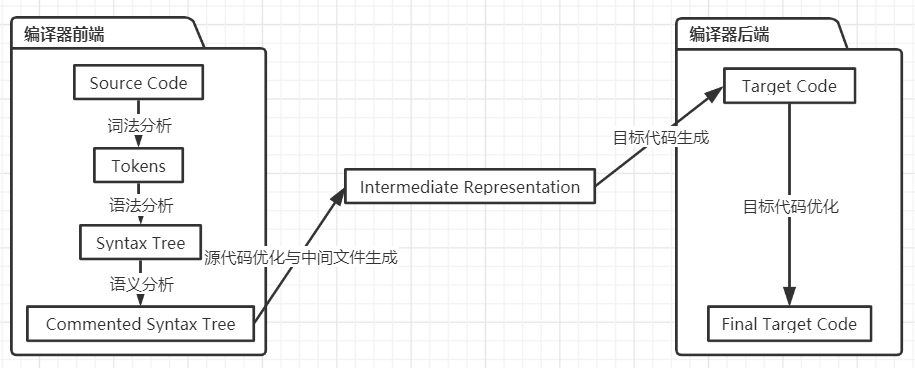 编译器前端
Source Code
词法分析
Tokens
语法分析
Syntax Tree
语义分析
Commented Syntax Tree
源代码优化与中间文件生成
Intermediate Representation
目标代码生成
编译器后端
Target Code
目标代码优化
Final Target Code